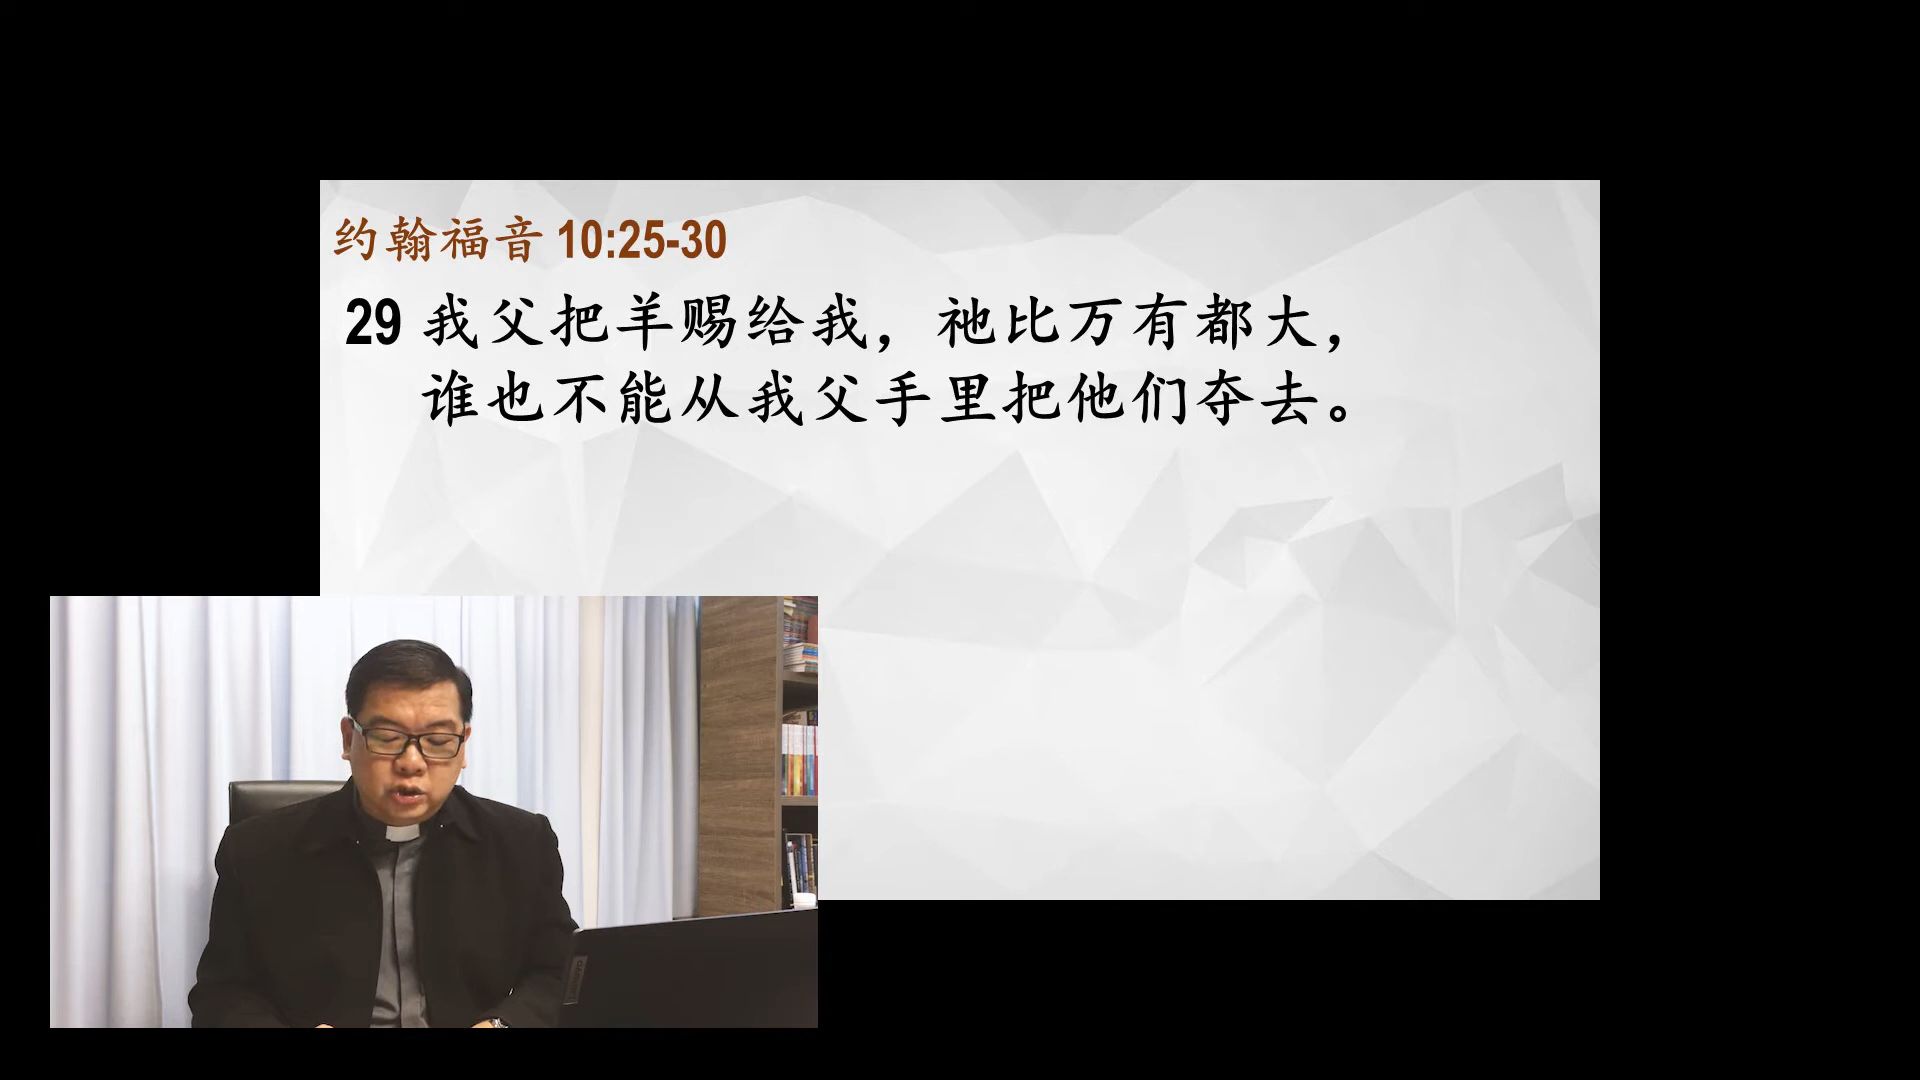 约翰福音 10:25-30
29 我父把羊赐给我，祂比万有都大，
谁也不能从我父手里把他们夺去。